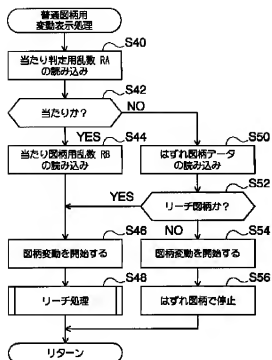 普通図柄用
変動表示処理
S40
当たり判定用乱数 RA
の読み込み
S42
当たりか?
NO
YES
S44
S50
当たり図柄用乱数 RB
の読み込み
はずれ図柄データ
の読み込み
S52
YES
リーチ図柄か?
S46
NO
S54
図柄変動を開始する
図柄変動を開始する
S48
S56
リーチ処理
はずれ図柄で停止
リターン